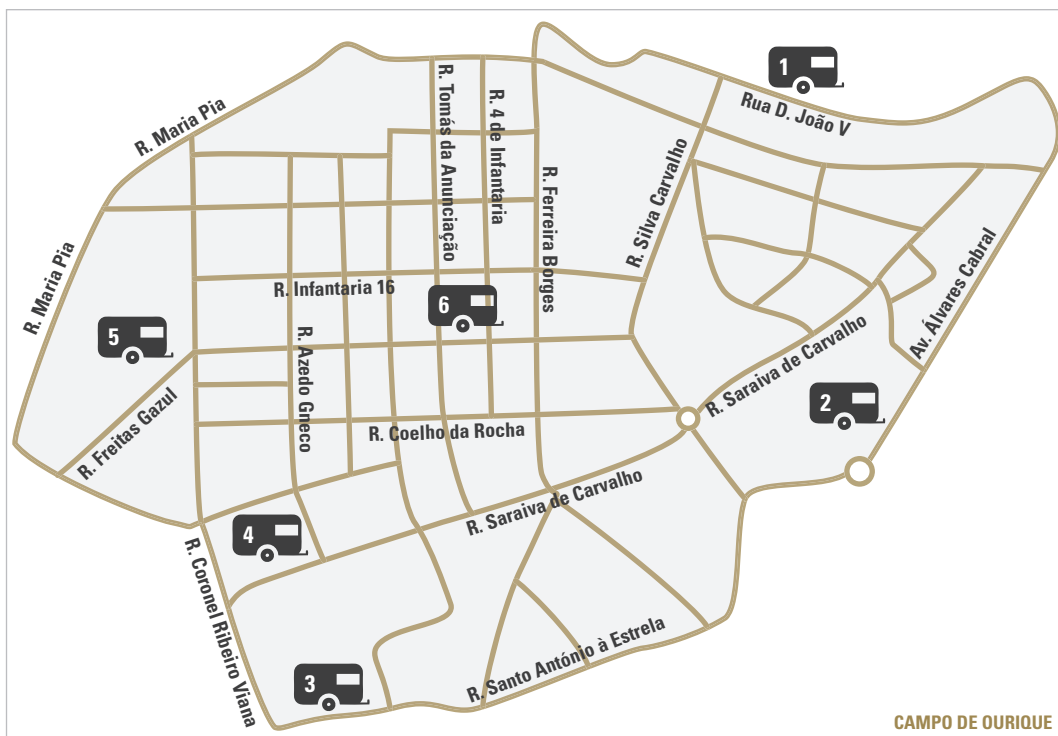 1
Rua D. João V
R. Maria Pia
R. Tomás da Anunciação
R. 4 de Infantaria
R. Ferreira Borges
R. Silva Carvalho
R. Maria Pia
R. Infantaria 16
6
5
R. Azedo Gneco
Av. Álvares Cabral
R. Saraiva de Carvalho
2
R. Freitas Gazul
R. Coelho da Rocha
R. Saraiva de Carvalho
4
R. Coronel Ribeiro Viana
3
R. Santo António à Estrela
CAMPO DE OURIQUE